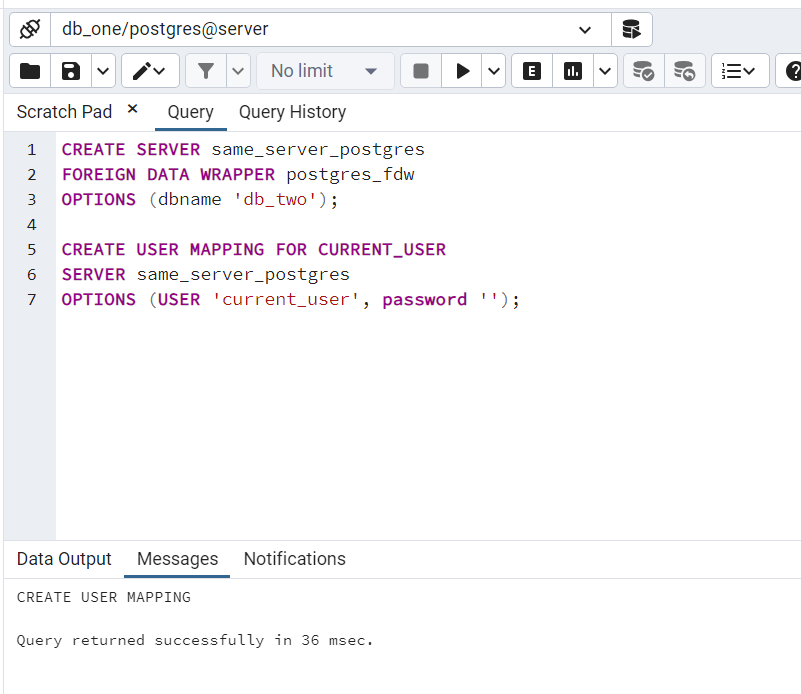 db_one/postgres@server
No limit
E
Scratch Pad × Query Query History
1 CREATE SERVER same_server_postgres
2 FOREIGN DATA WRAPPER postgres_fdw
3 OPTIONS (dbname 'db_two');
4
5 CREATE USER MAPPING FOR CURRENT_USER
6 SERVER same_server_postgres
7 OPTIONS (USER 'current_user', password '');
Data Output Messages Notifications
CREATE USER MAPPING
Query returned successfully in 36 msec.